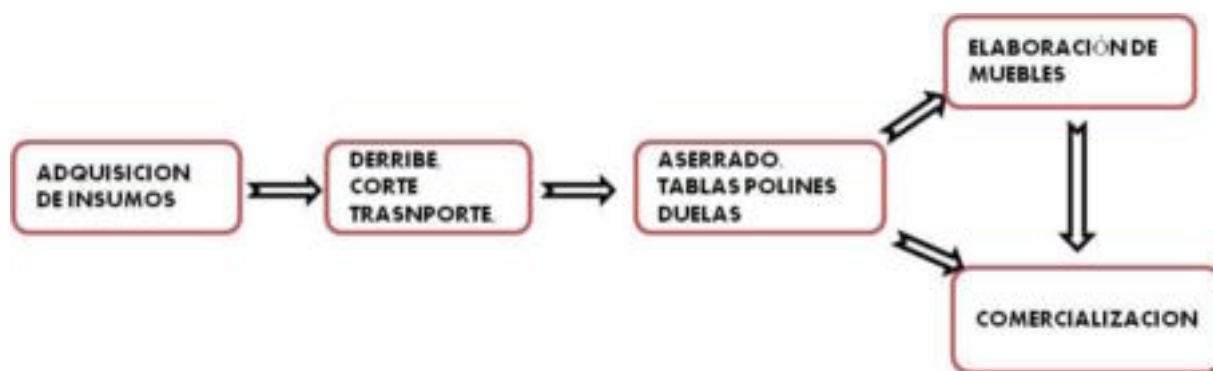 ADQUISICION
DE INSUMOS
DERRIBE,
CORTE
TRASNPORTE.
ASERRADO.
TABLAS POLINES
DUELAS
ELABORACIÓN DE
MUEBLES
COMERCIALIZACION